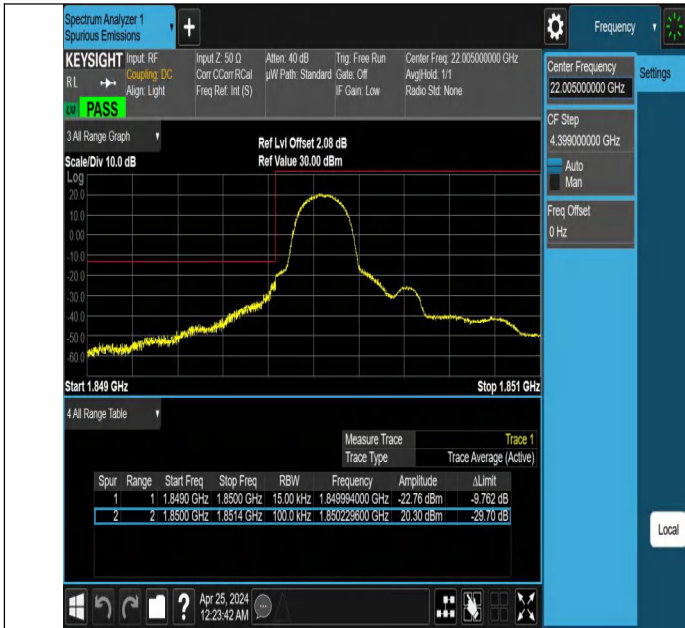 Spectrum Analyzer 1
Spurious Emissions
Frequency
KEYSIGHT
Input: RF
Coupling: DC
Align: Light
Input Z: 50 Ω
Corr CCorr RCal
Freq Ref: Int (S)
Atten: 40 dB
µW Path: Standard
Trig: Free Run
Gate: Off
IF Gain: Low
Center Freq: 22.005000000 GHz
Avg|Hold: 1/1
Radio Std: None
RL
PASS
Center Frequency
22.005000000 GHz
Settings
CF Step
4.399000000 GHz
Auto
Man
Freq Offset
0 Hz
3 All Range Graph
Ref Lvl Offset 2.08 dB
Scale/Div 10.0 dB
Ref Value 30.00 dBm
Log
20.0
10.0
0.00
-10.0
-20.0
-30.0
-40.0
-50.0
-60.0
Start 1.849 GHz
Stop 1.851 GHz
4 All Range Table
Measure Trace Trace 1
Trace Type Trace Average (Active)
Spur Range Start Freq Stop Freq RBW Frequency Amplitude ΔLimit
1 1 1.8490 GHz 1.8500 GHz 15.00 kHz 1.849994000 GHz -22.76 dBm -9.762 dB
2 2 1.8500 GHz 1.8514 GHz 100.0 kHz 1.850229600 GHz 20.30 dBm -29.70 dB
Local
Apr 25, 2024
12:23:42 AM